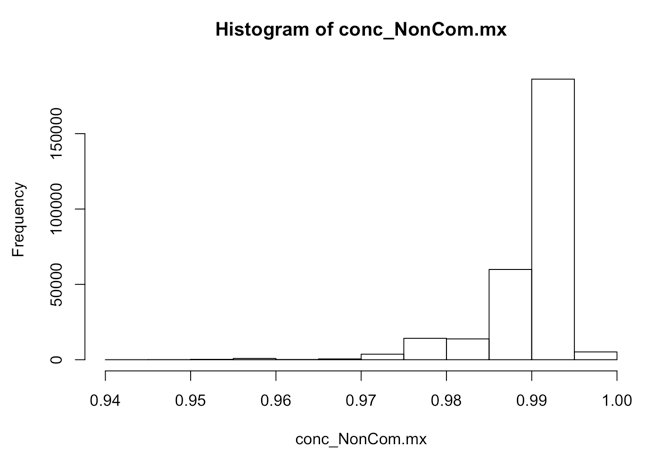 Histogram of conc_NonCom.mx
150000
100000
50000
0
Frequency
0.94 0.95 0.96 0.97 0.98 0.99 1.00
conc_NonCom.mx